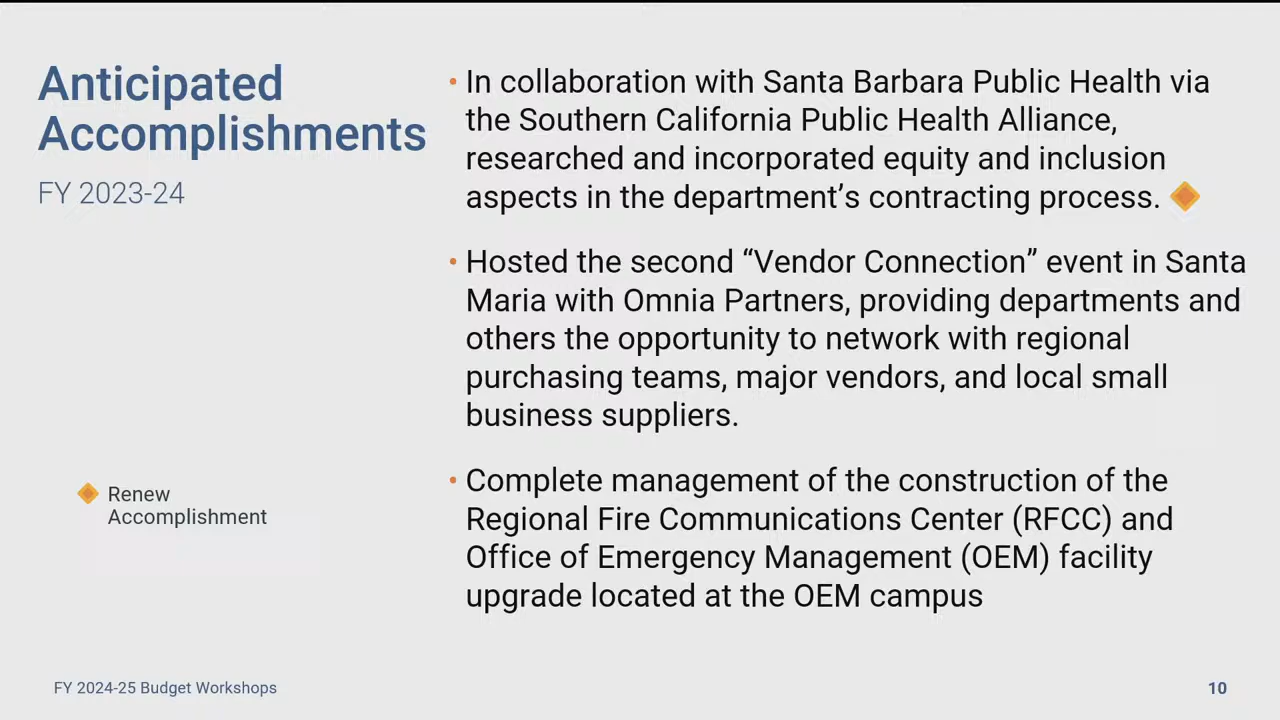 Anticipated
Accomplishments
FY 2023-24
• In collaboration with Santa Barbara Public Health via
the Southern California Public Health Alliance,
researched and incorporated equity and inclusion
aspects in the department’s contracting process.
• Hosted the second “Vendor Connection” event in Santa
Maria with Omnia Partners, providing departments and
others the opportunity to network with regional
purchasing teams, major vendors, and local small
business suppliers.
• Complete management of the construction of the
Regional Fire Communications Center (RFCC) and
Office of Emergency Management (OEM) facility
upgrade located at the OEM campus
Renew
Accomplishment
FY 2024-25 Budget Workshops
10